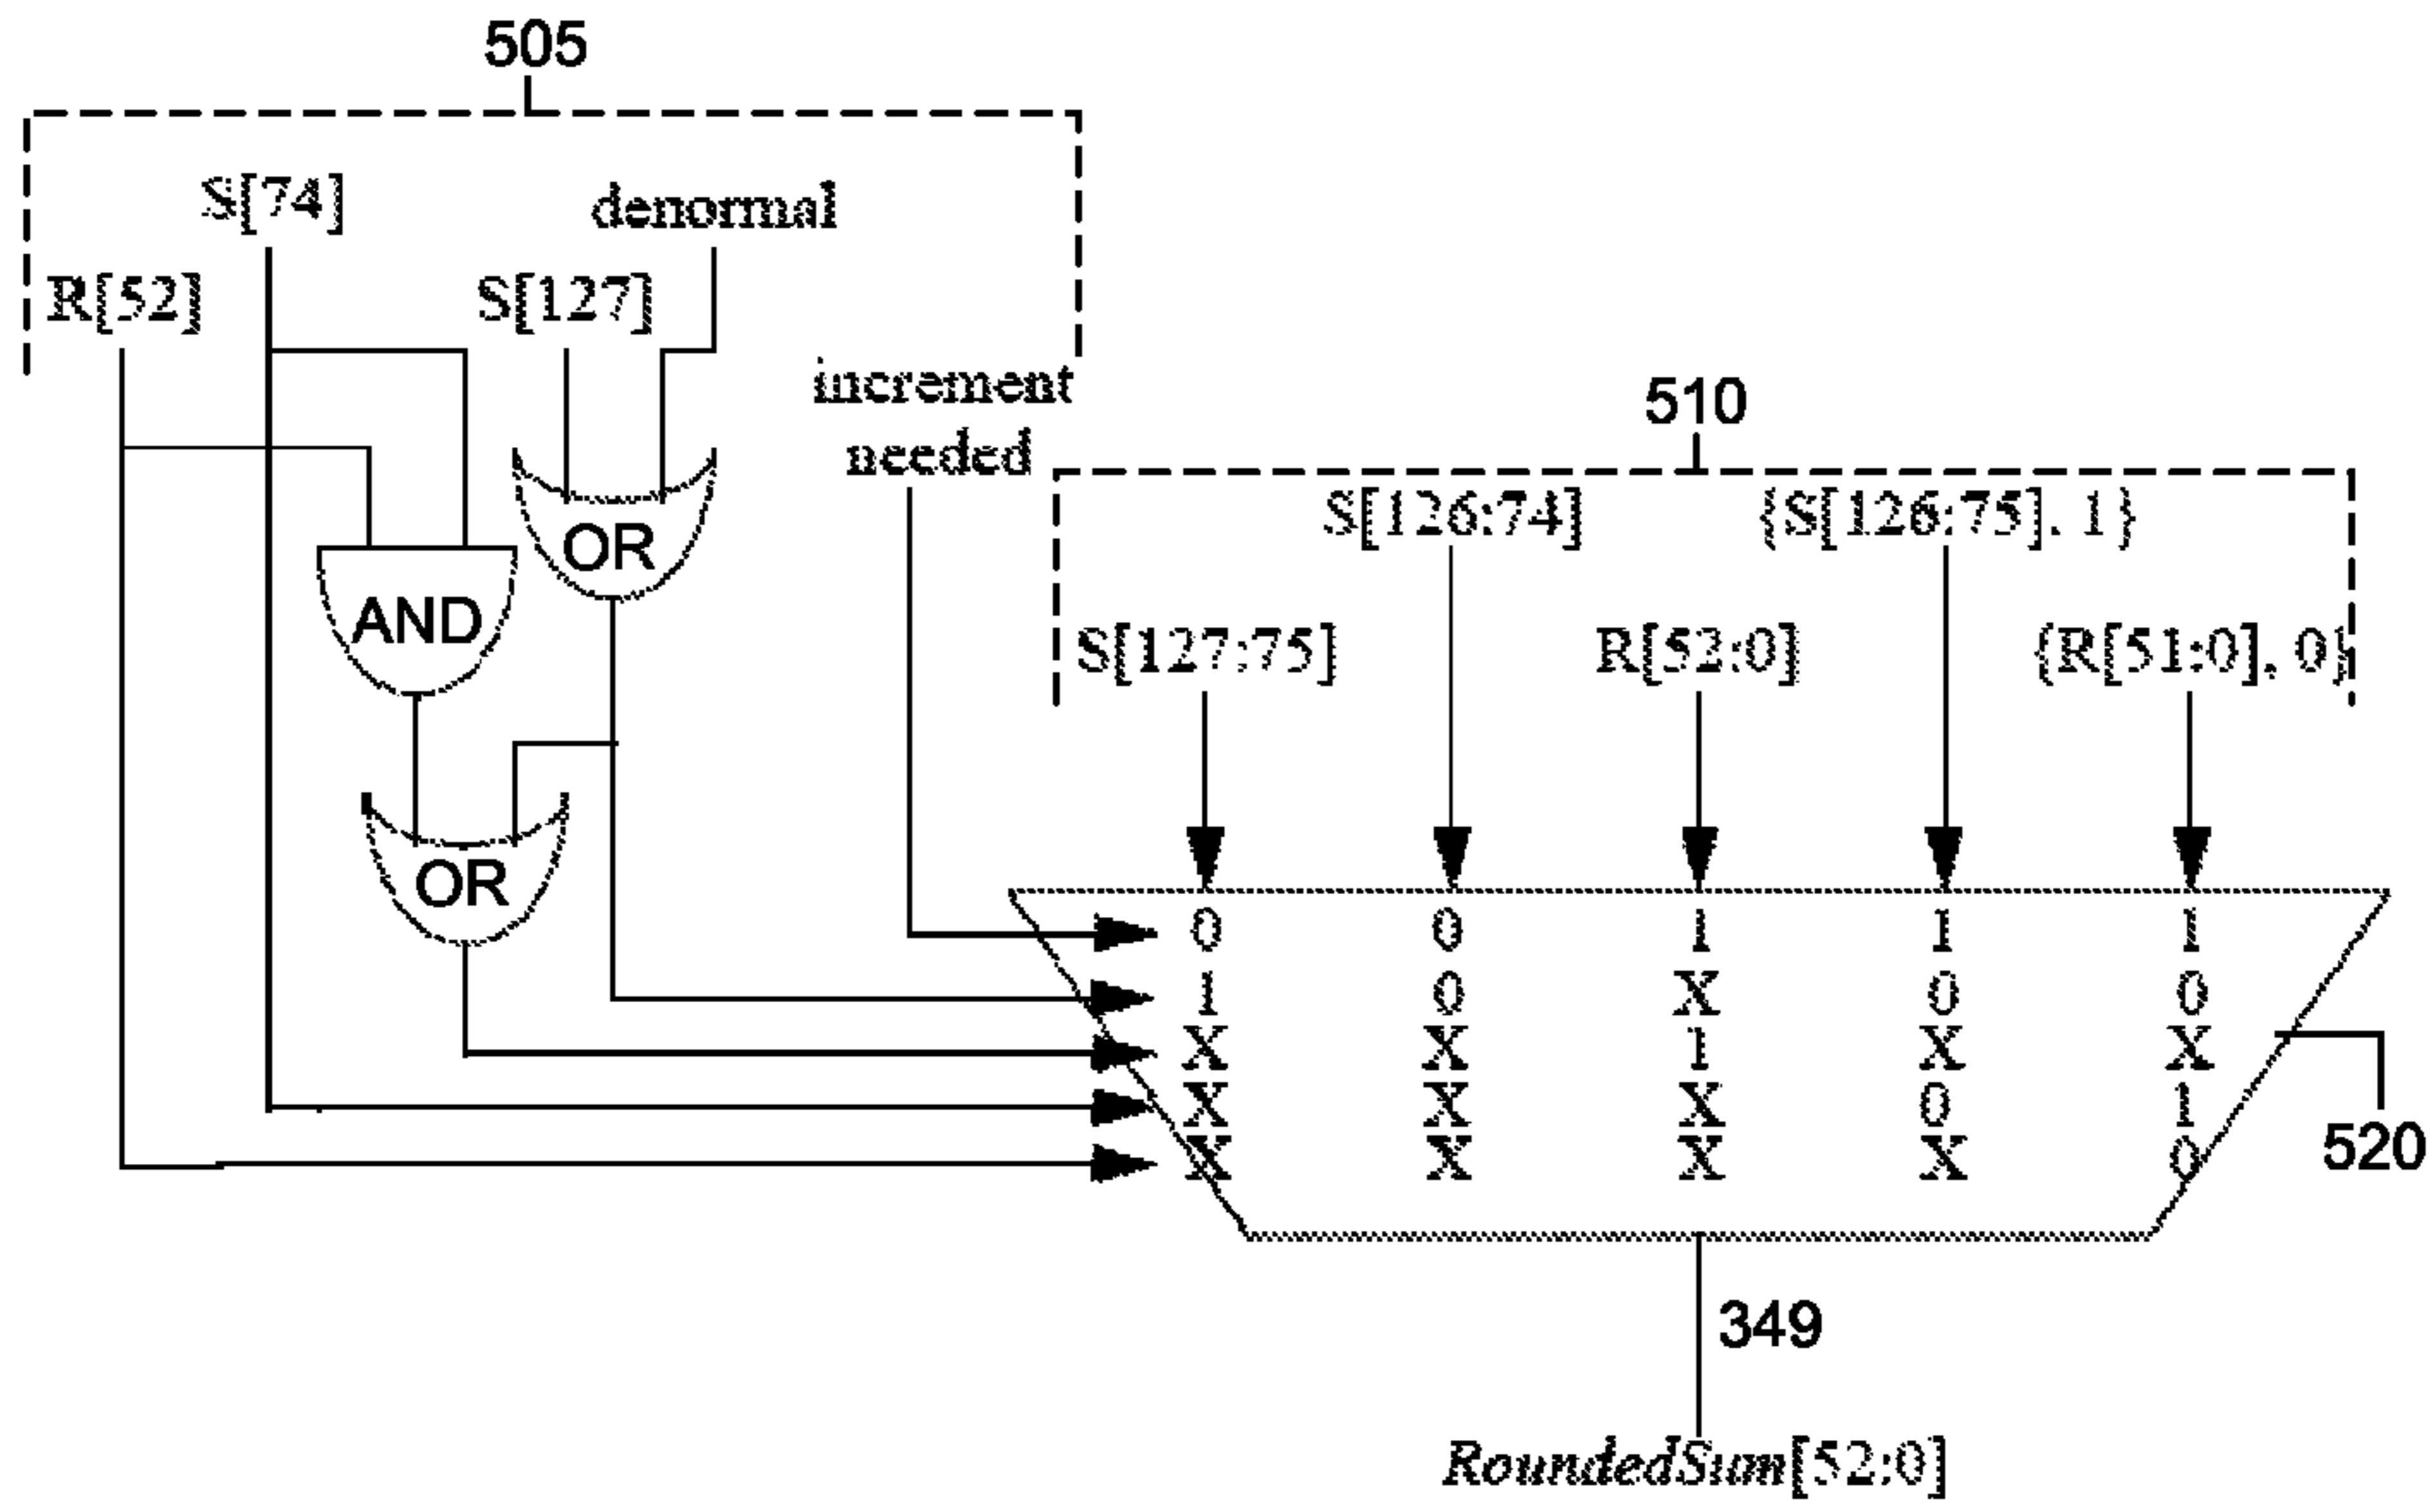 505
S[74]
denormal
R[52]
S[127]
increment
needed
510
S[126:74]
{S[126:75], 1}
OR
AND
S[127:75]
R[52:0]
{R[51:0], 0}
OR
0 0 1 1 1
1 0 X 0 0
X X 1 X X
X X X 0 1
X X X X 0
520
349
RoundedSum[52:0]